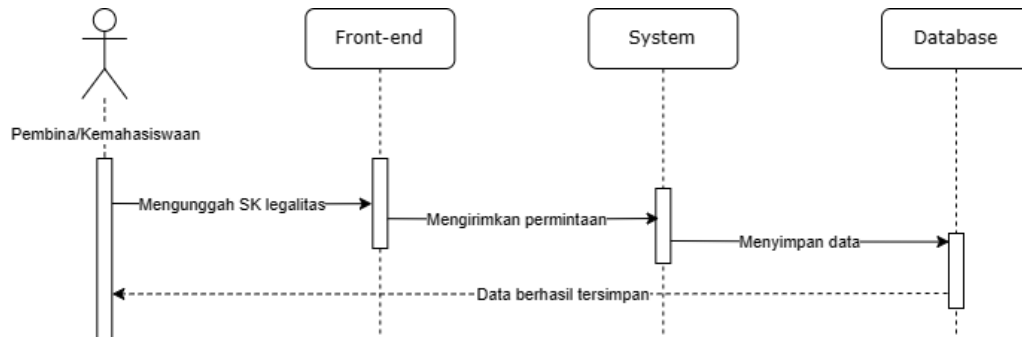 Front-end
System
Database
Pembina/Kemahasiswaan
Mengunggah SK legalitas
Mengirimkan permintaan
Menyimpan data
Data berhasil tersimpan